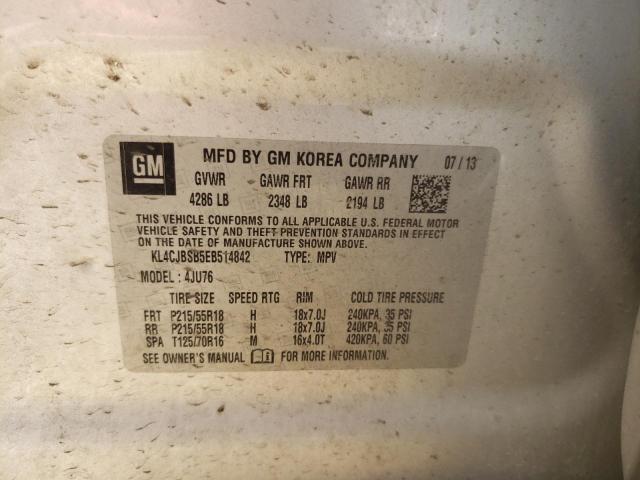 GM MFD BY GM KOREA COMPANY 07/13
GVWR GAWR FRT GAWR RR
4286 LB 2348 LB 2194 LB
THIS VEHICLE CONFORMS TO ALL APPLICABLE U.S. FEDERAL MOTOR
VEHICLE SAFETY AND THEFT PREVENTION STANDARDS IN EFFECT
ON THE DATE OF MANUFACTURE SHOWN ABOVE.
KL4CJBSB5EB514842 TYPE: MPV
MODEL: 4JU76
TIRE SIZE SPEED RTG RIM COLD TIRE PRESSURE
FRT P215/55R18 H 18x7.0J 240KPA, 35 PSI
RR P215/55R18 H 18x7.0J 240KPA, 35 PSI
SPA T125/70R16 M 16x4.0T 420KPA, 60 PSI
SEE OWNER'S MANUAL FOR MORE INFORMATION.